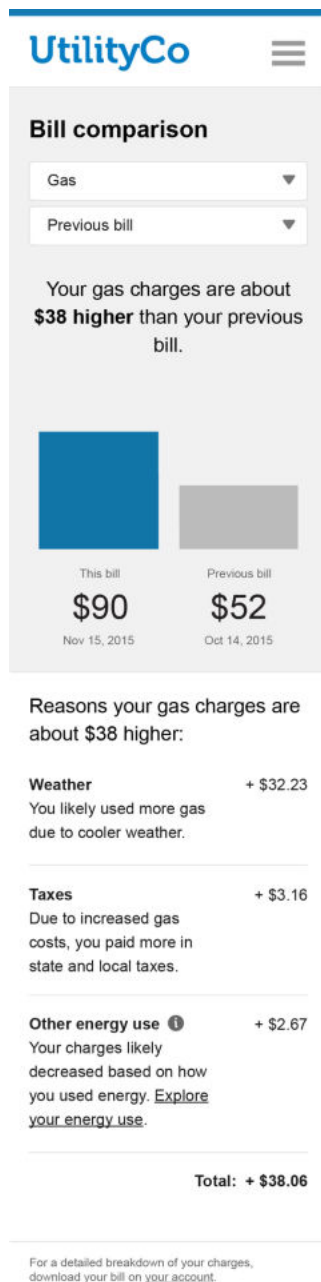 UtilityCo
Bill comparison
Gas
Previous bill
Your gas charges are about
$38 higher than your previous
bill.
This bill
Previous bill
$90
$52
Nov 15, 2015
Oct 14, 2015
Reasons your gas charges are
about $38 higher:
Weather + $32.23
You likely used more gas
due to cooler weather.
Taxes + $3.16
Due to increased gas
costs, you paid more in
state and local taxes.
Other energy use + $2.67
Your charges likely
decreased based on how
you used energy. Explore
your energy use.
Total: + $38.06
For a detailed breakdown of your charges,
download your bill on your account.